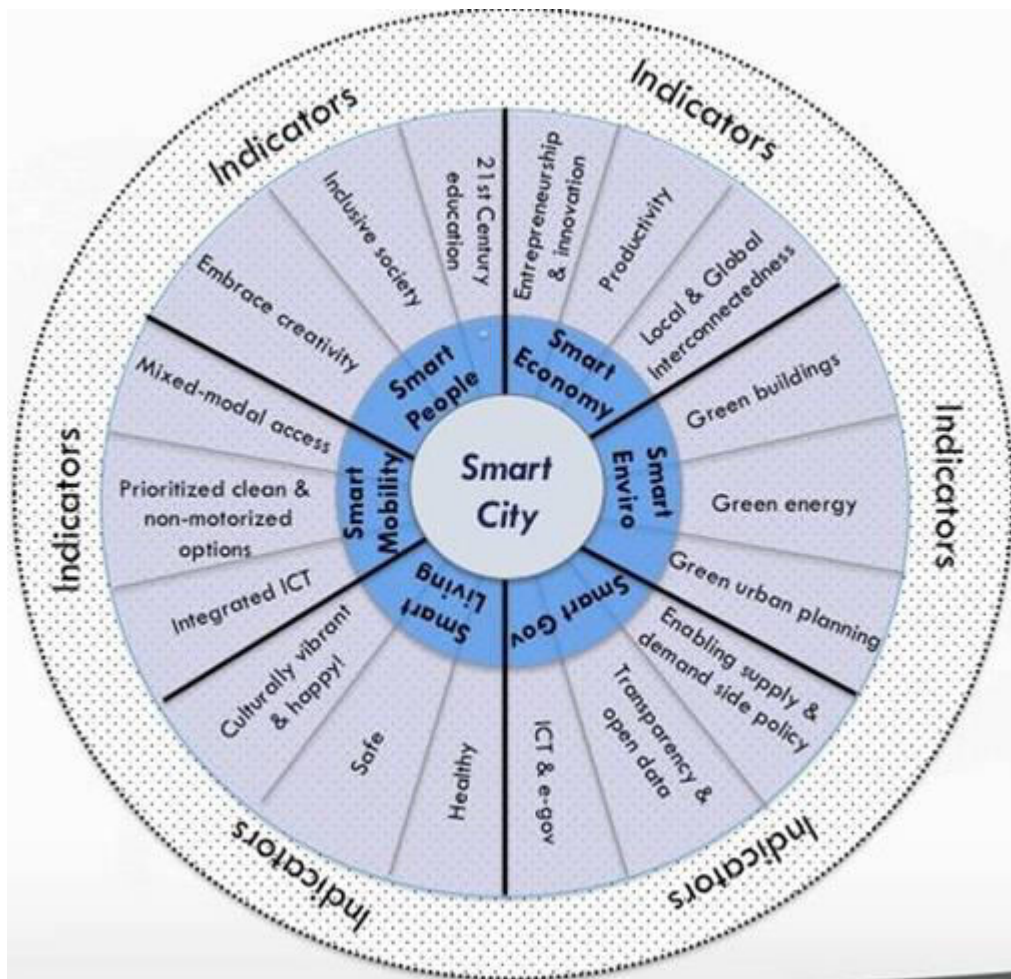 Smart
City
Smart
Economy
Entrepreneurship
& innovation
Productivity
Local & Global
Interconnectedness
Indicators
Smart
Enviro
Green buildings
Green energy
Green urban planning
Indicators
Smart Gov
Enabling supply &
demand side policy
Transparency &
open data
ICT & e-gov
Indicators
Smart
Living
Healthy
Safe
Culturally vibrant
& happy!
Indicators
Smart
Mobility
Integrated ICT
Prioritized clean &
non-motorized
options
Mixed-modal access
Indicators
Smart
People
Embrace creativity
Inclusive society
21st Century
education
Indicators